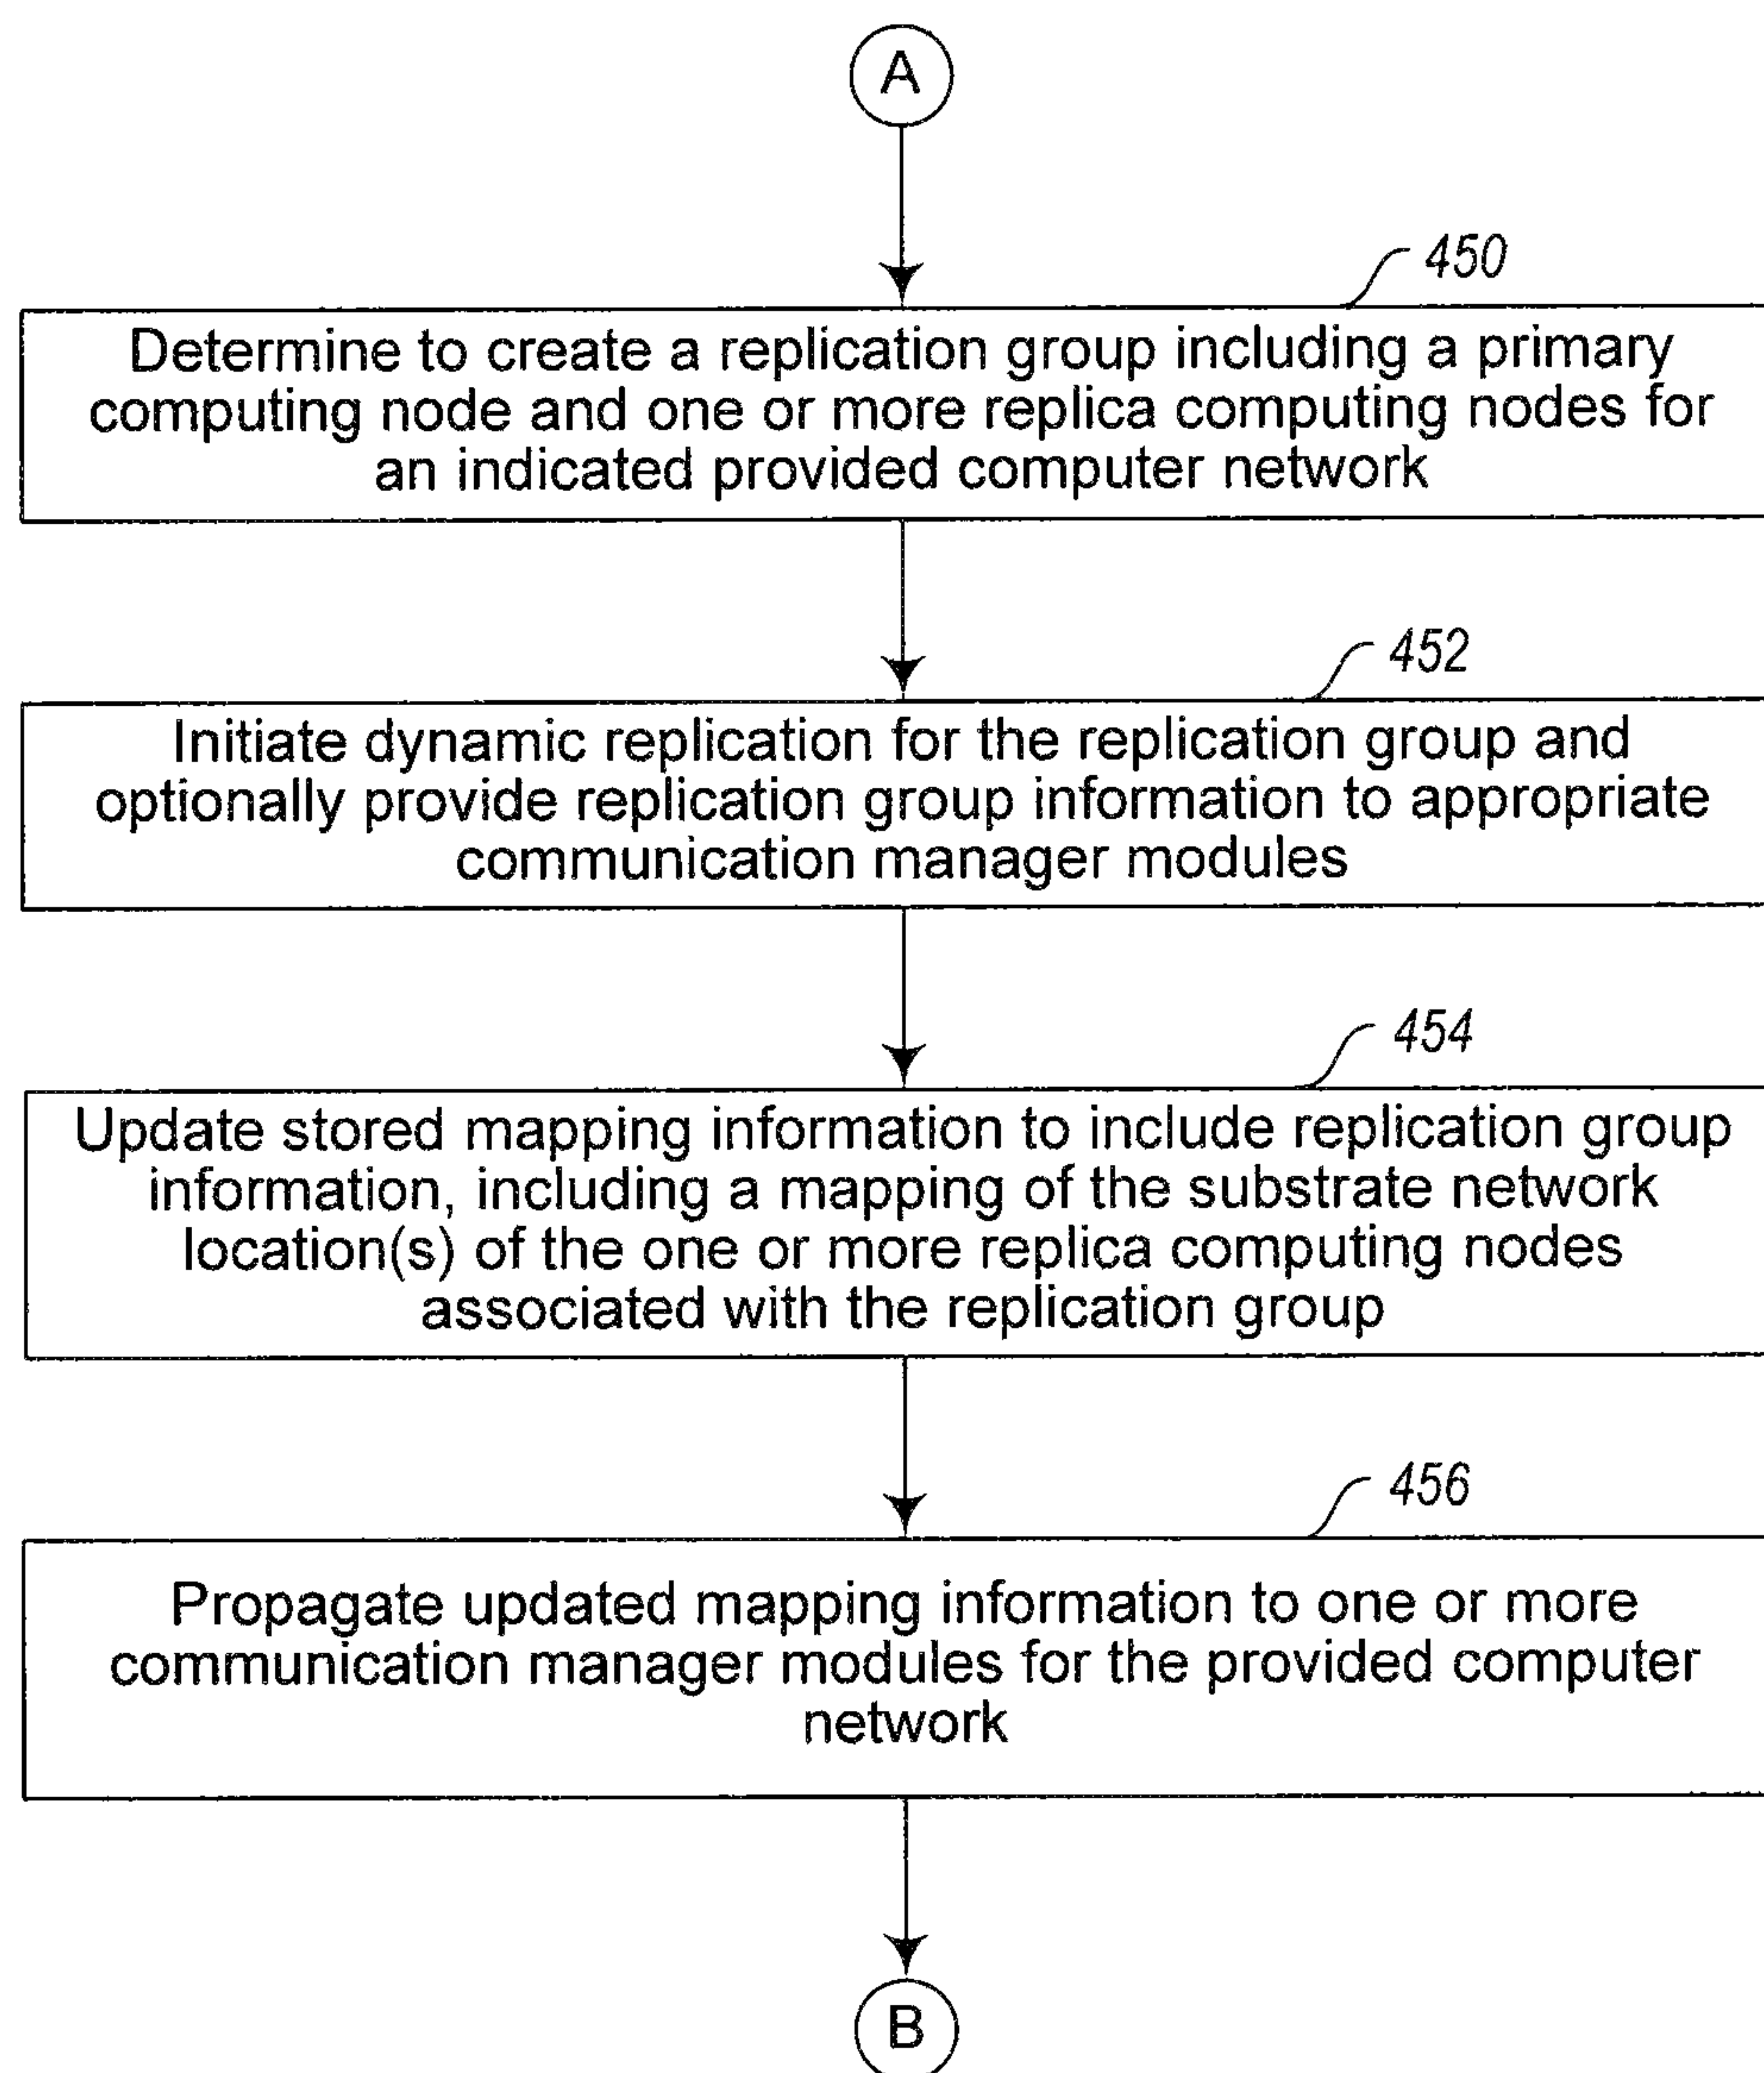 A
450
Determine to create a replication group including a primary
computing node and one or more replica computing nodes for
an indicated provided computer network
452
Initiate dynamic replication for the replication group and
optionally provide replication group information to appropriate
communication manager modules
454
Update stored mapping information to include replication group
information, including a mapping of the substrate network
location(s) of the one or more replica computing nodes
associated with the replication group
456
Propagate updated mapping information to one or more
communication manager modules for the provided computer
network
B